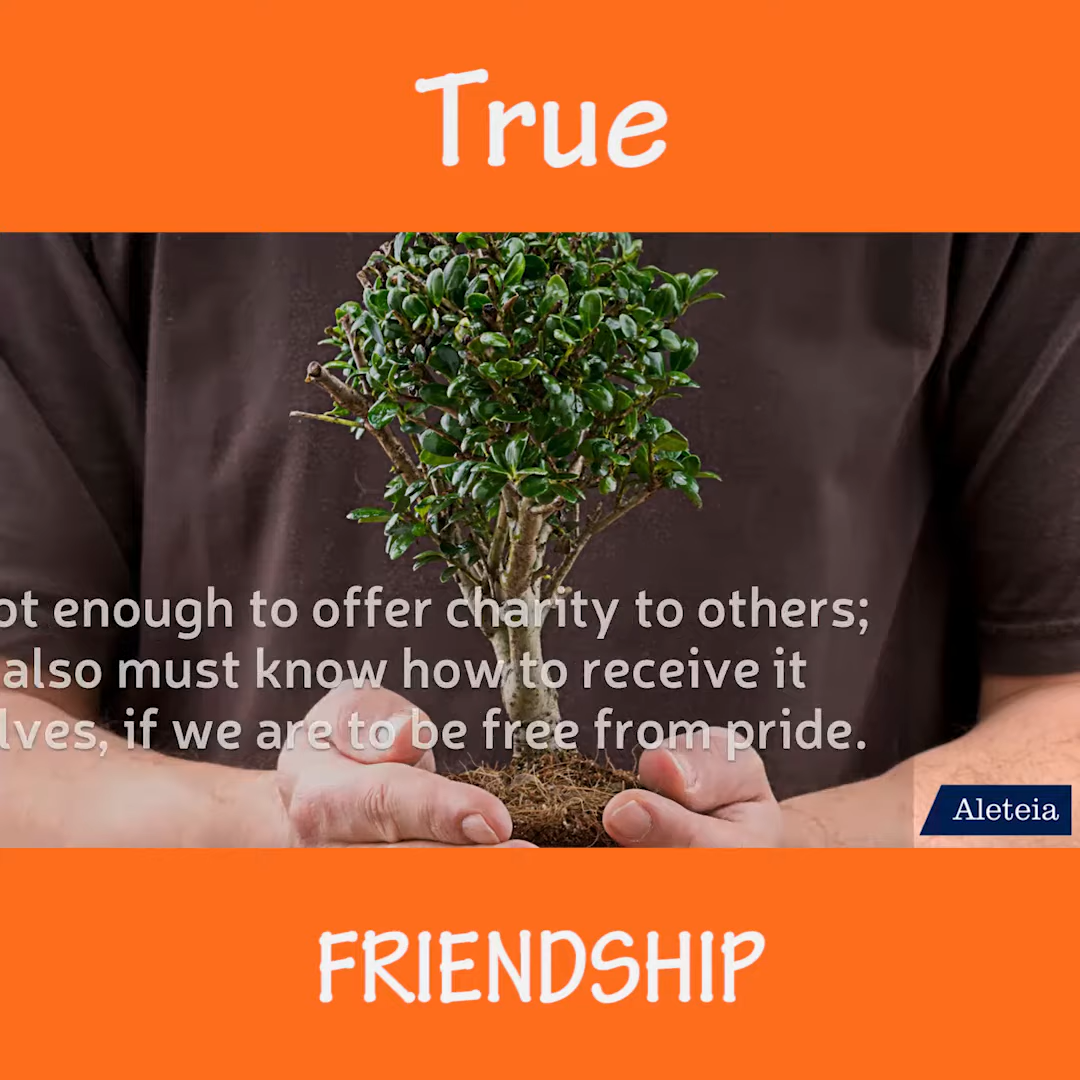 True
ot enough to offer charity to others;
also must know how to receive it
lves, if we are to be free from pride.
Aleteia
FRIENDSHIP